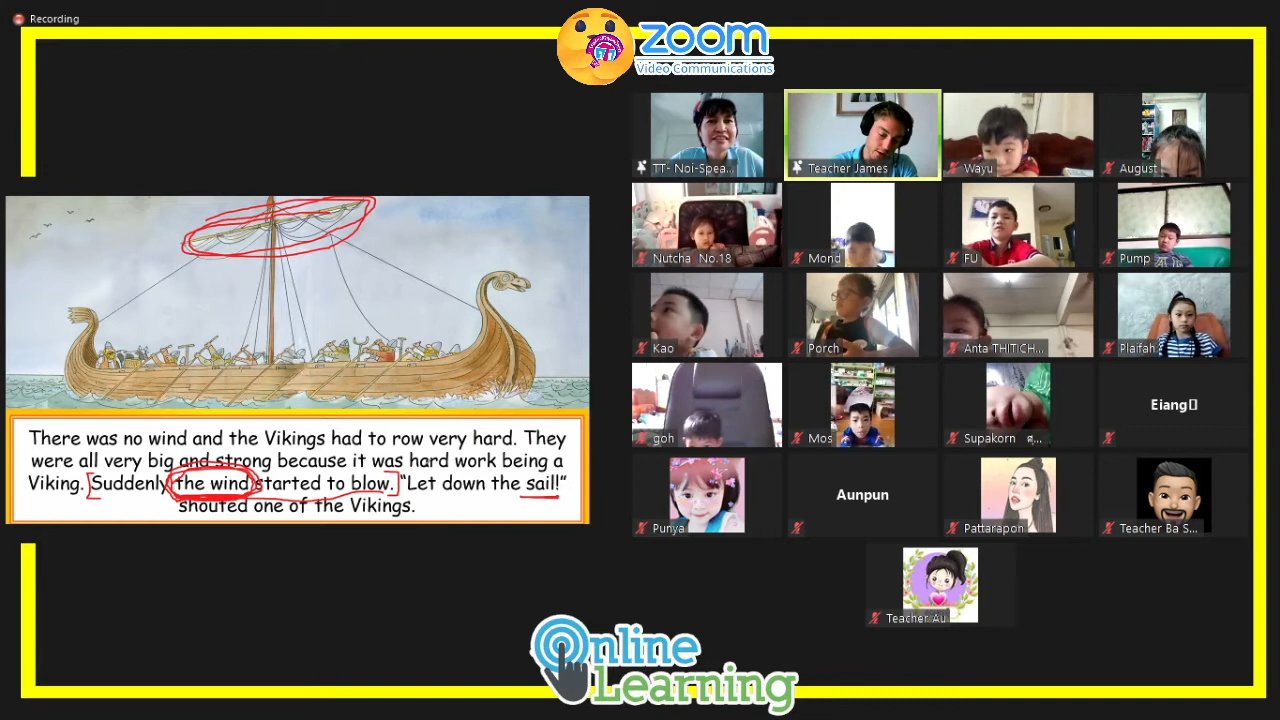 Recording
zoom
Video Communications
TT- Noi-Spea...
Teacher James
Wayu
August
Nutcha No.18
Mond
FU
Pump
Kao
Porch
Anta THITICH...
Plaifah
goh
Mos
Supakorn
Eiang
Punya
Aunpun
Pattarapon
Teacher Ba S...
Teacher Au
There was no wind and the Vikings had to row very hard. They
were all very big and strong because it was hard work being a
Viking. Suddenly the wind started to blow. "Let down the sail!"
shouted one of the Vikings.
Online
Learning